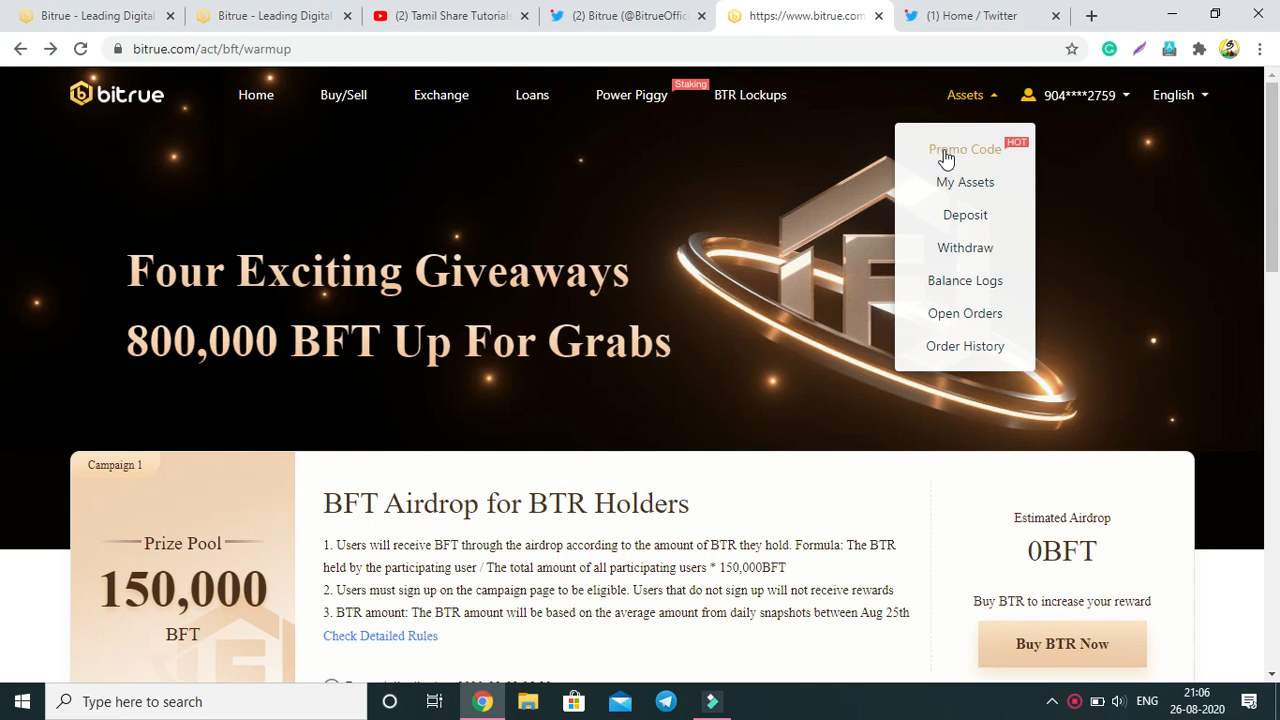 Bitrue - Leading Digital
Bitrue - Leading Digital
(2) Tamil Share Tutorials
(2) Bitrue (@BitrueOffici
https://www.bitrue.com
(1) Home / Twitter
bitrue.com/act/bft/warmup
bitrue
Home
Buy/Sell
Exchange
Loans
Power Piggy
Staking
BTR Lockups
Assets
904****2759
English
Promo Code
HOT
My Assets
Deposit
Withdraw
Balance Logs
Open Orders
Order History
Four Exciting Giveaways
800,000 BFT Up For Grabs
Campaign 1
Prize Pool
150,000
BFT
BFT Airdrop for BTR Holders
1. Users will receive BFT through the airdrop according to the amount of BTR they hold. Formula: The BTR
held by the participating user / The total amount of all participating users * 150,000BFT
2. Users must sign up on the campaign page to be eligible. Users that do not sign up will not receive rewards
3. BTR amount: The BTR amount will be based on the average amount from daily snapshots between Aug 25th
Check Detailed Rules
Estimated Airdrop
0BFT
Buy BTR to increase your reward
Buy BTR Now
Type here to search
ENG
21:06
26-08-2020